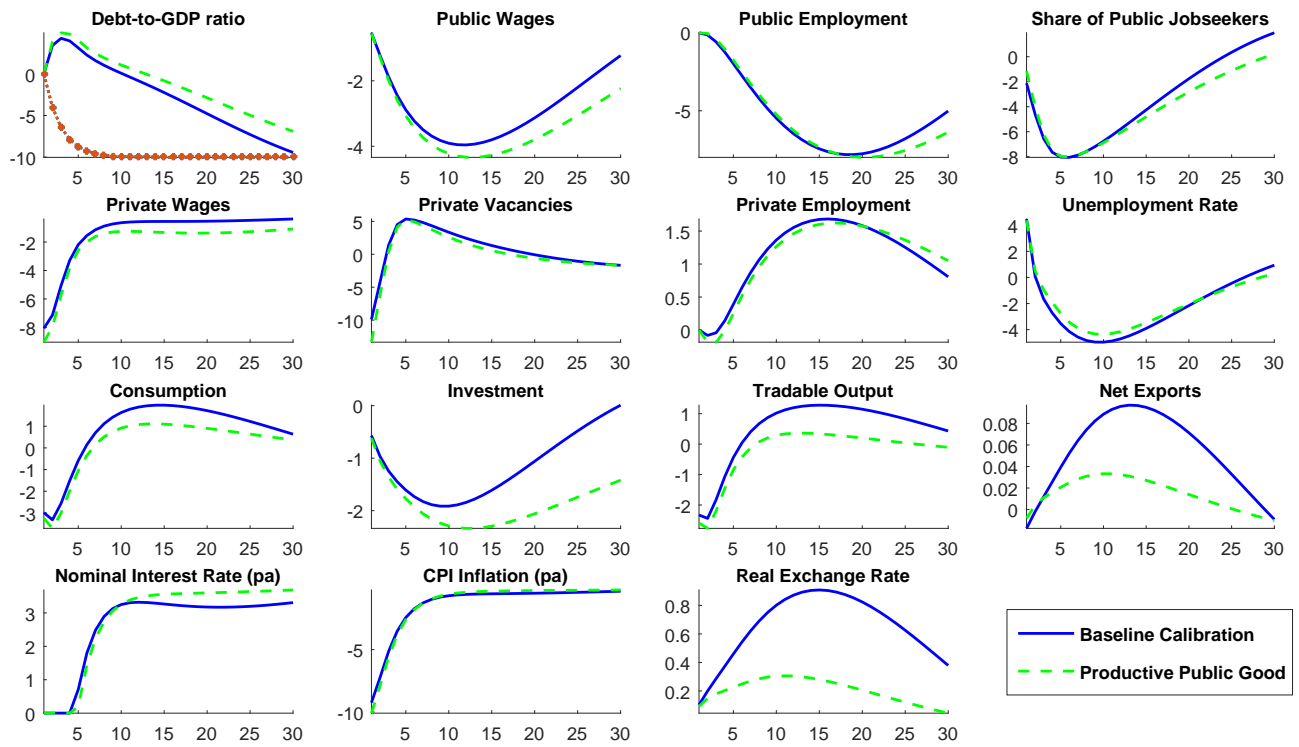 Debt-to-GDP ratio
0
-5
-10
5 10 15 20 25 30
Public Wages
-2
-4
5 10 15 20 25 30
Public Employment
0
-5
5 10 15 20 25 30
Share of Public Jobseekers
0
-2
-4
-6
-8
5 10 15 20 25 30
Private Wages
-2
-4
-6
-8
5 10 15 20 25 30
Private Vacancies
5
0
-5
-10
5 10 15 20 25 30
Private Employment
1.5
1
0.5
0
5 10 15 20 25 30
Unemployment Rate
4
2
0
-2
-4
5 10 15 20 25 30
Consumption
1
0
-1
-2
-3
5 10 15 20 25 30
Investment
0
-1
-2
5 10 15 20 25 30
Tradable Output
1
0
-1
-2
5 10 15 20 25 30
Net Exports
0.08
0.06
0.04
0.02
0
5 10 15 20 25 30
Nominal Interest Rate (pa)
3
2
1
0
5 10 15 20 25 30
CPI Inflation (pa)
-5
-10
5 10 15 20 25 30
Real Exchange Rate
0.8
0.6
0.4
0.2
5 10 15 20 25 30
Baseline Calibration
Productive Public Good